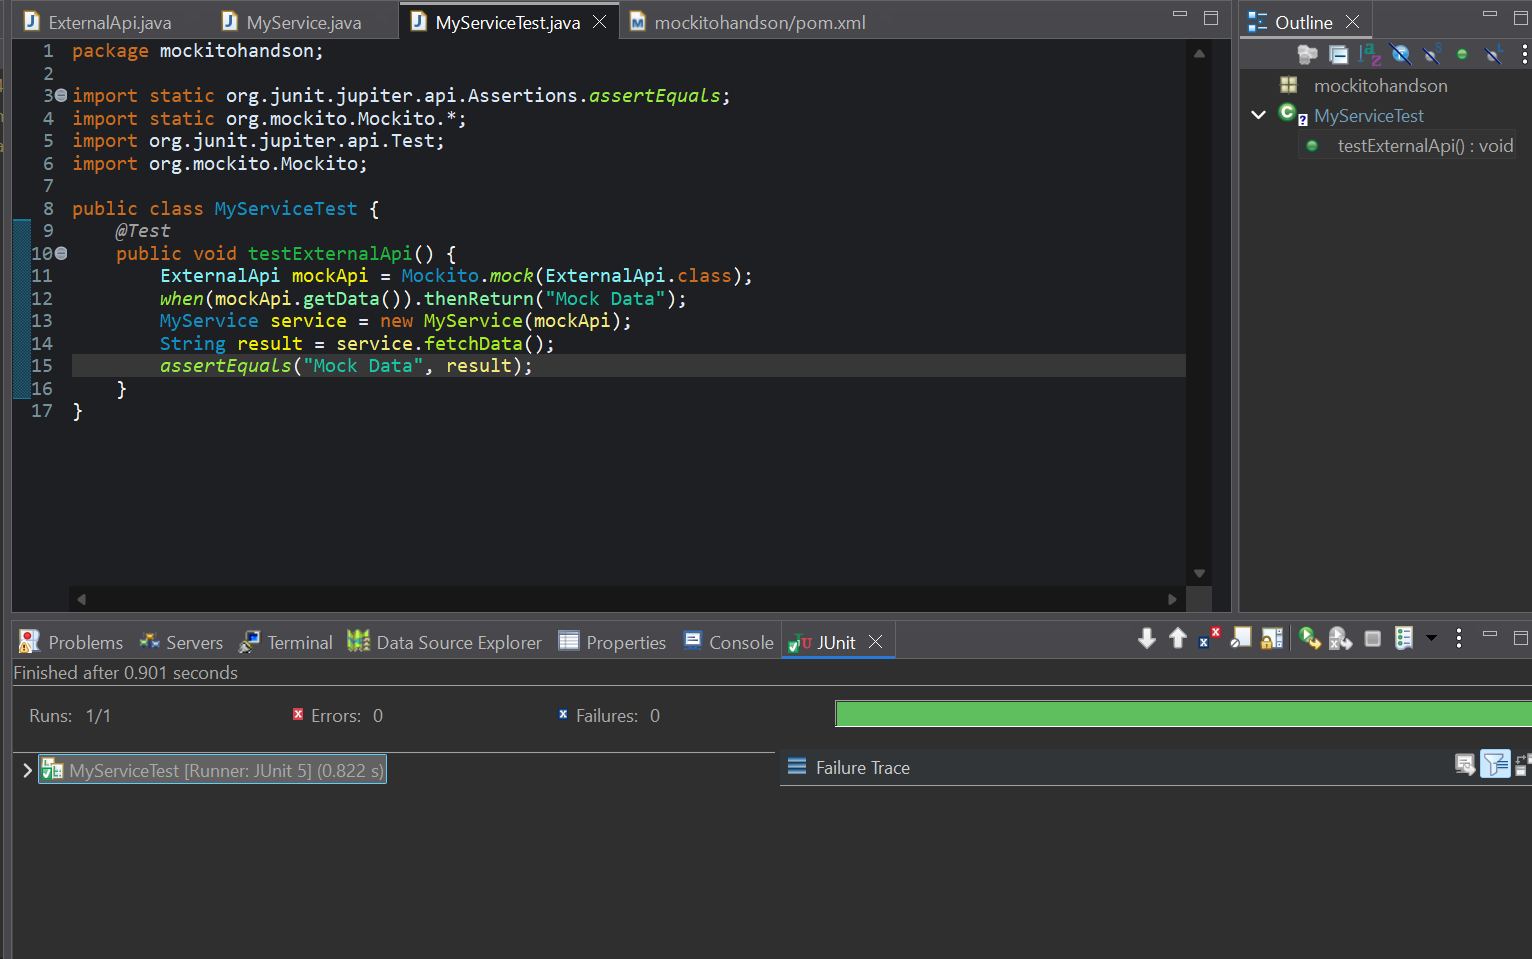 ExternalApi.java MyService.java MyServiceTest.java mockitohandson/pom.xml
1 package mockitohandson;
2
3 import static org.junit.jupiter.api.Assertions.assertEquals;
4 import static org.mockito.Mockito.*;
5 import org.junit.jupiter.api.Test;
6 import org.mockito.Mockito;
7
8 public class MyServiceTest {
9     @Test
10     public void testExternalApi() {
11         ExternalApi mockApi = Mockito.mock(ExternalApi.class);
12         when(mockApi.getData()).thenReturn("Mock Data");
13         MyService service = new MyService(mockApi);
14         String result = service.fetchData();
15         assertEquals("Mock Data", result);
16     }
17 }
Outline
mockitohandson
MyServiceTest
testExternalApi() : void
Problems Servers Terminal Data Source Explorer Properties Console JUnit
Finished after 0.901 seconds
Runs: 1/1 Errors: 0 Failures: 0
MyServiceTest [Runner: JUnit 5] (0.822 s)
Failure Trace